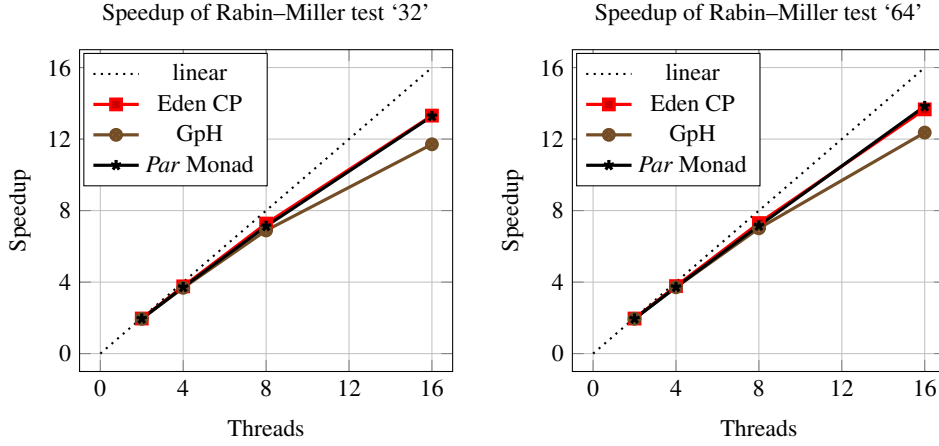 Speedup of Rabin–Miller test ‘32’
16
12
8
4
0
Speedup
linear
Eden CP
GpH
Par Monad
0 4 8 12 16
Threads
Speedup of Rabin–Miller test ‘64’
16
12
8
4
0
Speedup
linear
Eden CP
GpH
Par Monad
0 4 8 12 16
Threads